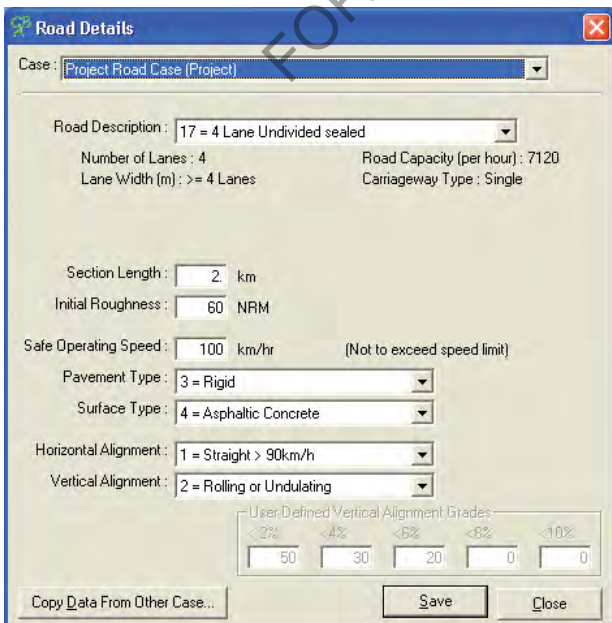 FOR
Road Details
Case : Project Road Case (Project)
Road Description : 17 = 4 Lane Undivided sealed
Number of Lanes : 4 Road Capacity (per hour) : 7120
Lane Width (m) : >= 4 Lanes Carriageway Type : Single
Section Length : 2. km
Initial Roughness : 60 NRM
Safe Operating Speed : 100 km/hr (Not to exceed speed limit)
Pavement Type : 3 = Rigid
Surface Type : 4 = Asphaltic Concrete
Horizontal Alignment : 1 = Straight > 90km/h
Vertical Alignment : 2 = Rolling or Undulating
User Defined Vertical Alignment Grades
<2% <4% <6% <8% <10%
50 30 20 0 0
Copy Data From Other Case... Save Close